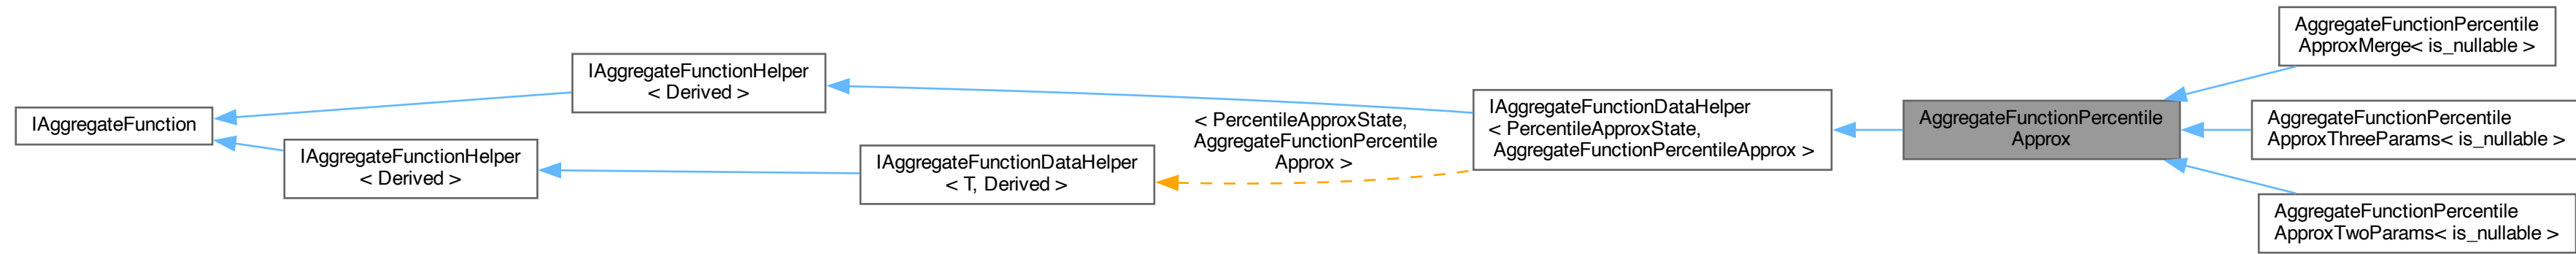 IAggregateFunction
IAggregateFunctionHelper
< Derived >
IAggregateFunctionHelper
< Derived >
IAggregateFunctionDataHelper
< T, Derived >
< PercentileApproxState,
AggregateFunctionPercentile
Approx >
IAggregateFunctionDataHelper
< PercentileApproxState,
AggregateFunctionPercentileApprox >
AggregateFunctionPercentile
Approx
AggregateFunctionPercentile
ApproxMerge< is_nullable >
AggregateFunctionPercentile
ApproxThreeParams< is_nullable >
AggregateFunctionPercentile
ApproxTwoParams< is_nullable >